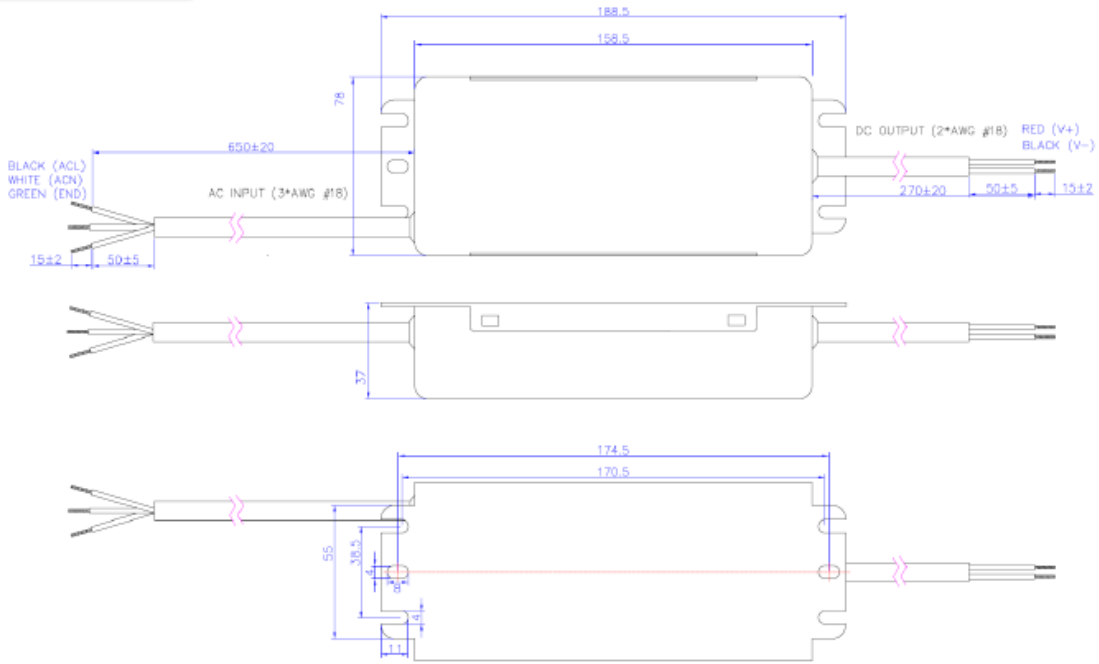 188.5
158.5
78
DC OUTPUT (2*AWG #18)
RED (V+)
BLACK (V-)
650±20
BLACK (ACL)
WHITE (ACN)
GREEN (END)
AC INPUT (3*AWG #18)
270±20
50±5
15±2
15±2
50±5
37
174.5
170.5
55
38.5
4
8
4
11